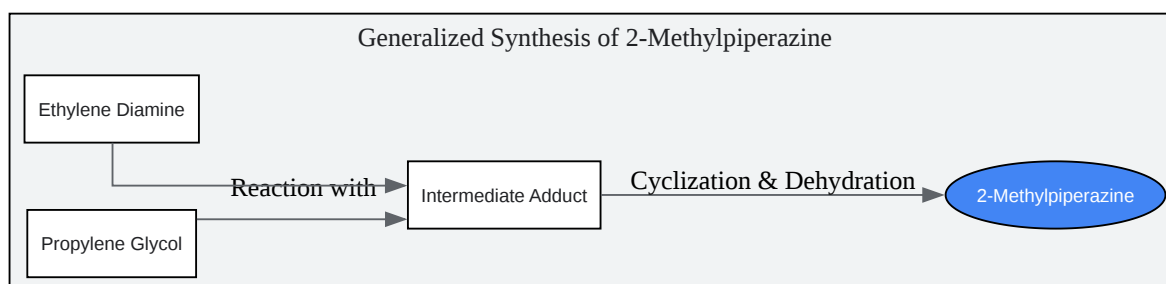 Generalized Synthesis of 2-Methylpiperazine
Ethylene Diamine
Reaction with
Propylene Glycol
Intermediate Adduct
Cyclization & Dehydration
2-Methylpiperazine